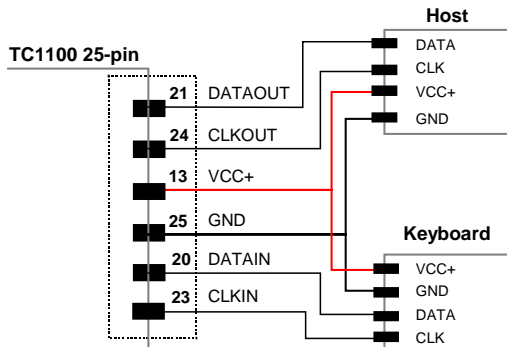 Host
TC1100 25-pin
DATA
CLK
VCC+
GND
21 DATAOUT
24 CLKOUT
13 VCC+
25 GND
20 DATAIN
23 CLKIN
Keyboard
VCC+
GND
DATA
CLK